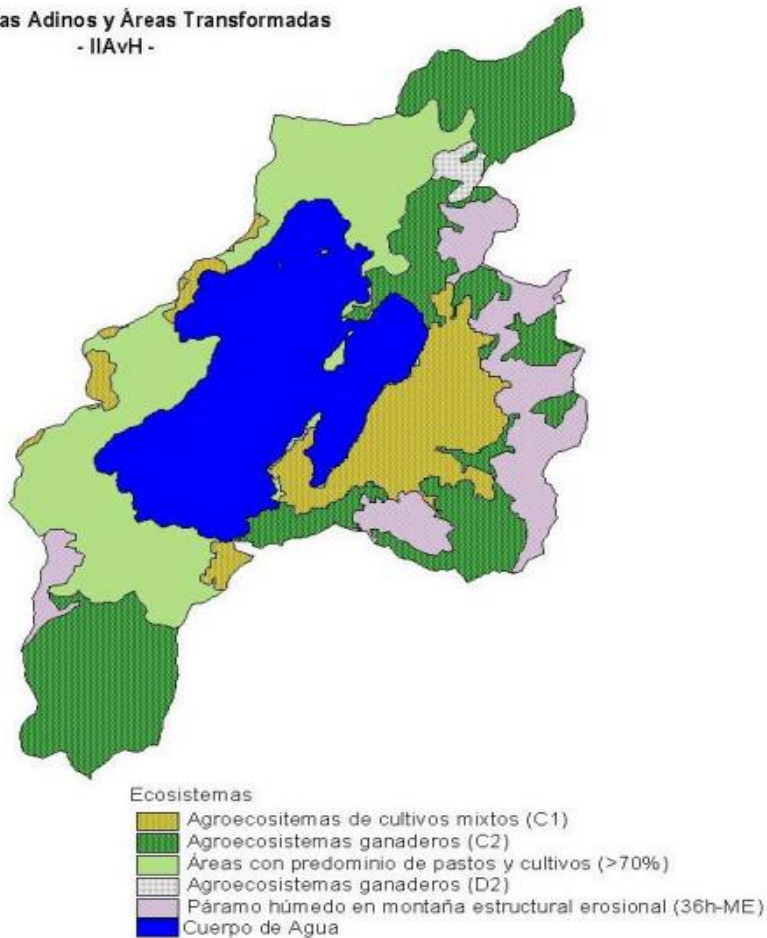 as Adinos y Áreas Transformadas
- IIAvH -
Ecosistemas
Agroecositemas de cultivos mixtos (C1)
Agroecosistemas ganaderos (C2)
Áreas con predominio de pastos y cultivos (>70%)
Agroecosistemas ganaderos (D2)
Páramo húmedo en montaña estructural erosional (36h-ME)
Cuerpo de Agua